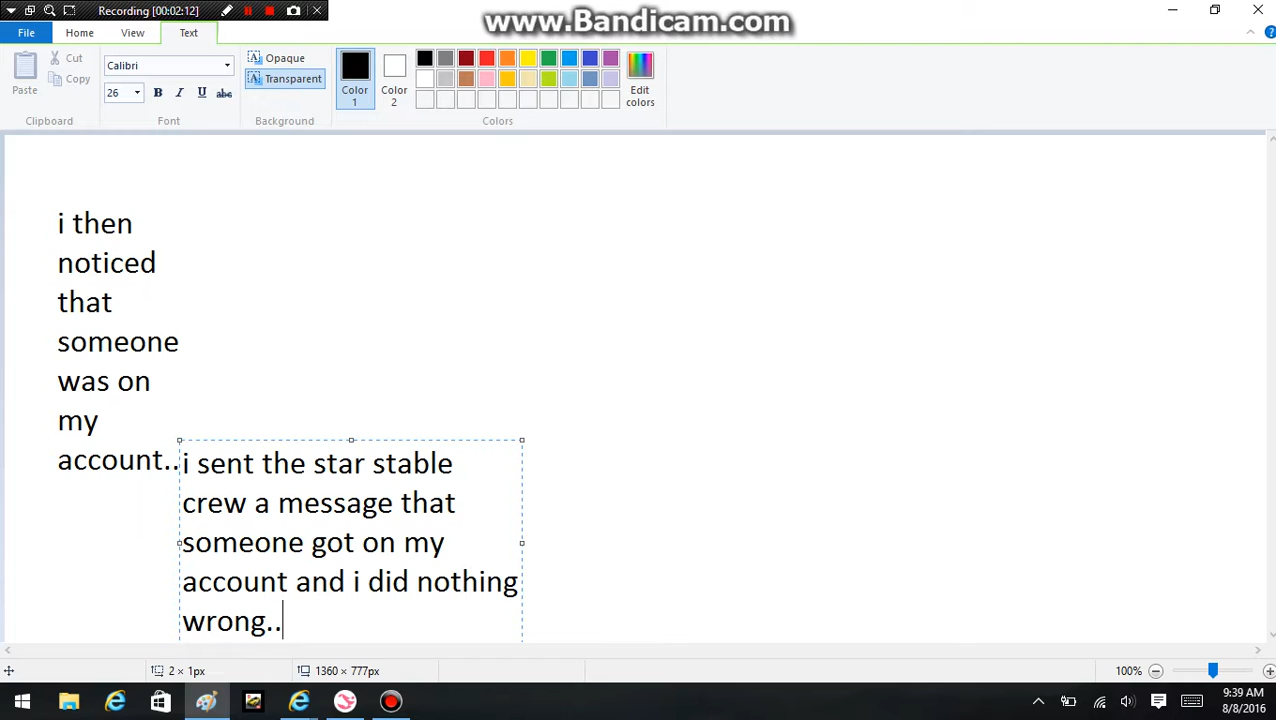 Recording [00:02:12]
www.Bandicam.com
File
Home
View
Text
Paste
Cut
Copy
Clipboard
Calibri
26
B I U abc
Font
Opaque
Transparent
Background
Color 1
Color 2
Edit colors
Colors
i then
noticed
that
someone
was on
my
account..
i sent the star stable
crew a message that
someone got on my
account and i did nothing
wrong..
2 × 1px
1360 × 777px
100%
9:39 AM
8/8/2016